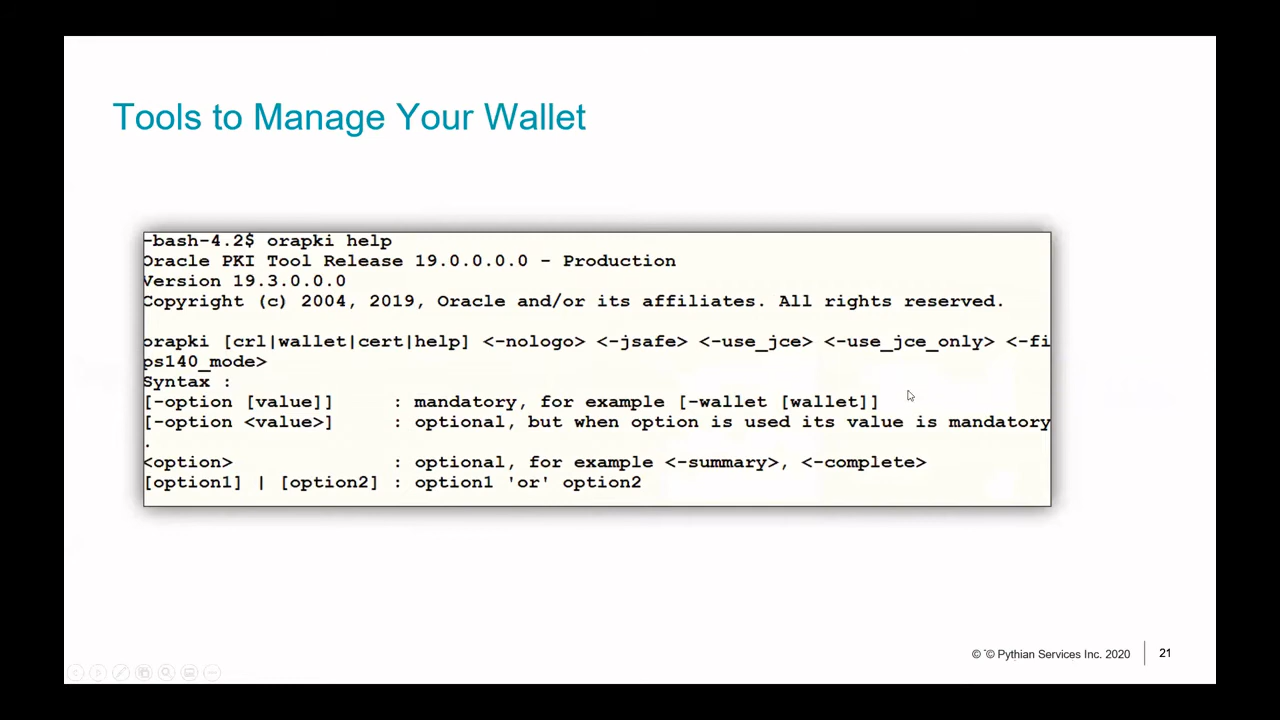 Tools to Manage Your Wallet
-bash-4.2$ orapki help
Oracle PKI Tool Release 19.0.0.0.0 - Production
Version 19.3.0.0.0
Copyright (c) 2004, 2019, Oracle and/or its affiliates. All rights reserved.
orapki [crl|wallet|cert|help] <-nologo> <-jsafe> <-use_jce> <-use_jce_only> <-fi
ps140_mode>
Syntax :
[-option [value]]      : mandatory, for example [-wallet [wallet]]
[-option <value>]      : optional, but when option is used its value is mandatory
.
<option>               : optional, for example <-summary>, <-complete>
[option1] | [option2] : option1 'or' option2
© ˜© Pythian Services Inc. 2020
21